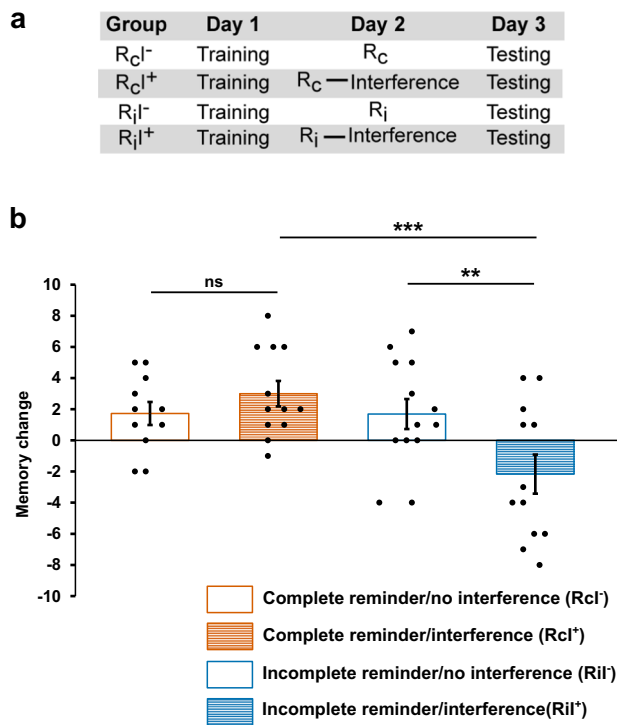 a
Group Day 1 Day 2 Day 3
RcI- Training Rc Testing
RcI+ Training Rc — Interference Testing
RiI- Training Ri Testing
RiI+ Training Ri — Interference Testing
b
***
ns
**
10
8
6
4
2
0
-2
-4
-6
-8
-10
Memory change
Complete reminder/no interference (RcI-)
Complete reminder/interference (RcI+)
Incomplete reminder/no interference (RiI-)
Incomplete reminder/interference(RiI+)